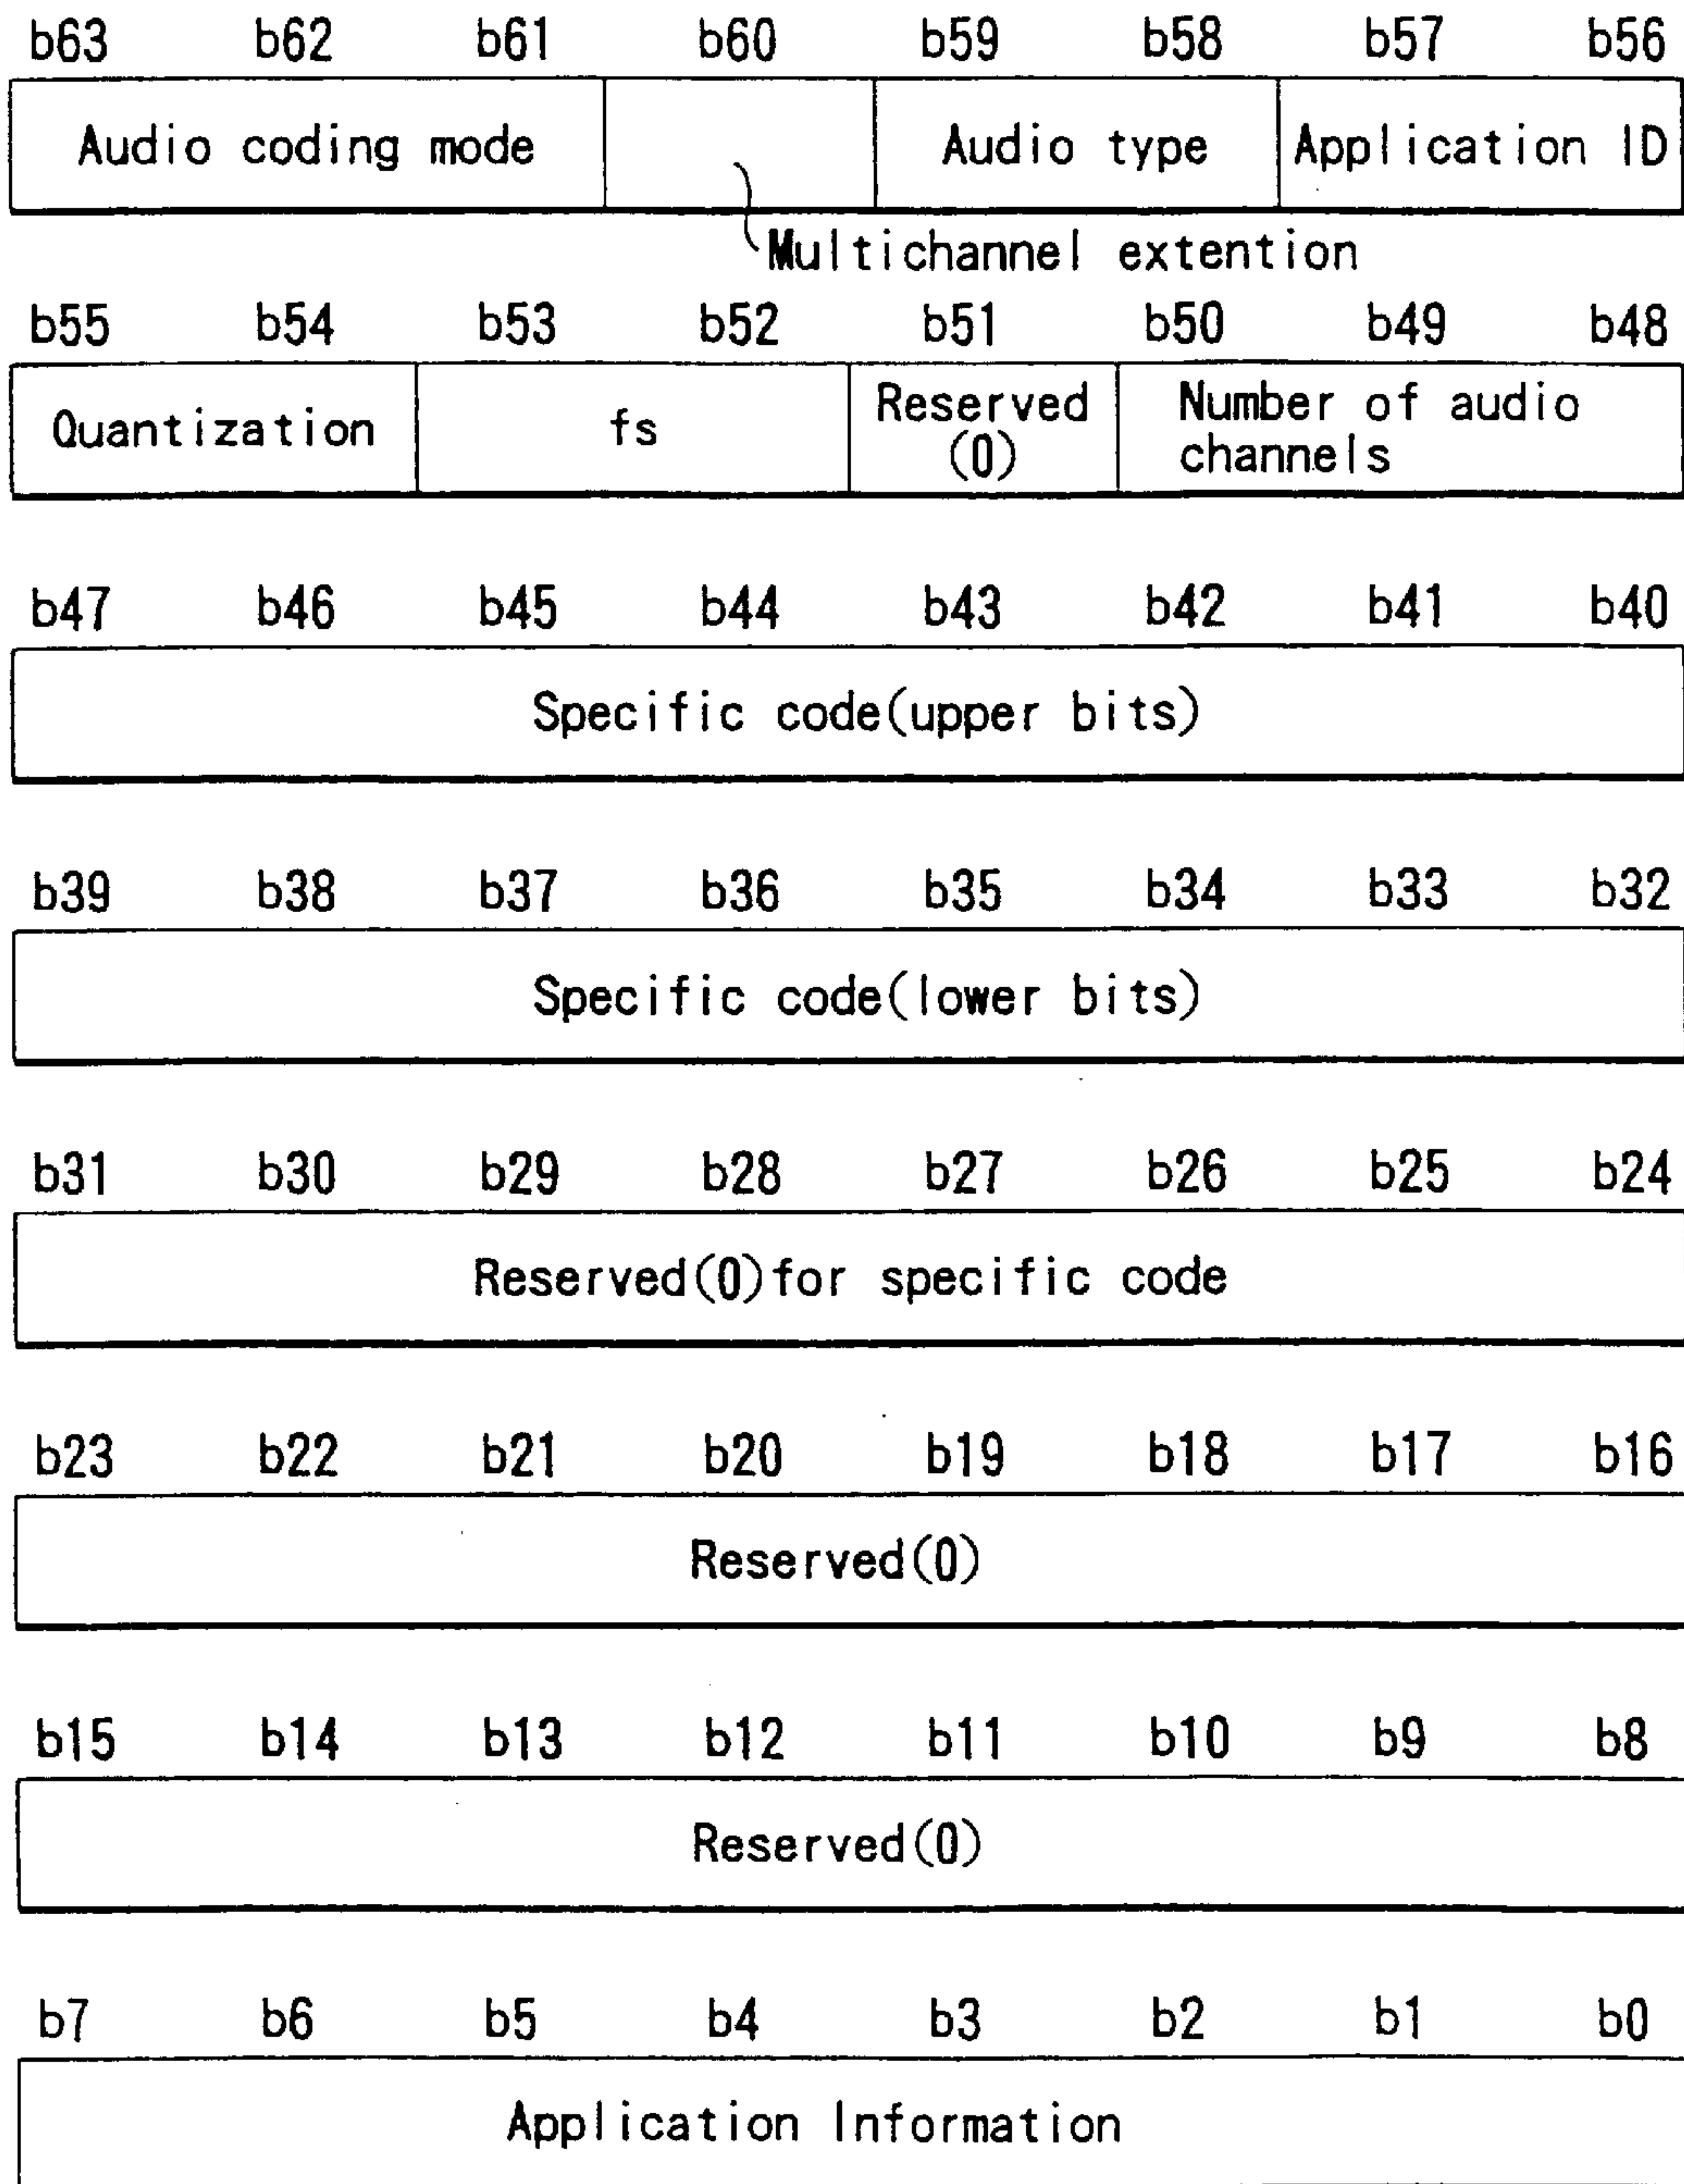 b63 b62 b61 b60 b59 b58 b57 b56
Audio coding mode Audio type Application ID
Multichannel extention
b55 b54 b53 b52 b51 b50 b49 b48
Quantization fs Reserved (0) Number of audio channels
b47 b46 b45 b44 b43 b42 b41 b40
Specific code(upper bits)
b39 b38 b37 b36 b35 b34 b33 b32
Specific code(lower bits)
b31 b30 b29 b28 b27 b26 b25 b24
Reserved(0)for specific code
b23 b22 b21 b20 b19 b18 b17 b16
Reserved(0)
b15 b14 b13 b12 b11 b10 b9 b8
Reserved(0)
b7 b6 b5 b4 b3 b2 b1 b0
Application Information